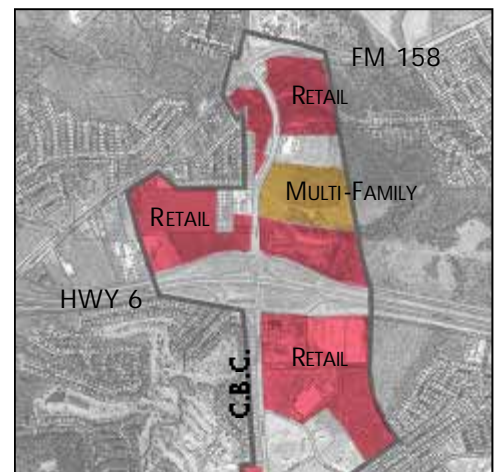 FM 158
RETAIL
MULTI-FAMILY
RETAIL
HWY 6
RETAIL
C.B.C.